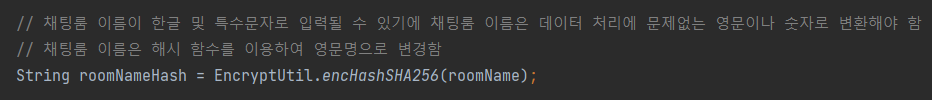 // 채팅룸 이름이 한글 및 특수문자로 입력될 수 있기에 채팅룸 이름은 데이터 처리에 문제없는 영문이나 숫자로 변환해야 함
// 채팅룸 이름은 해시 함수를 이용하여 영문명으로 변경함
String roomNameHash = EncryptUtil.encHashSHA256(roomName);